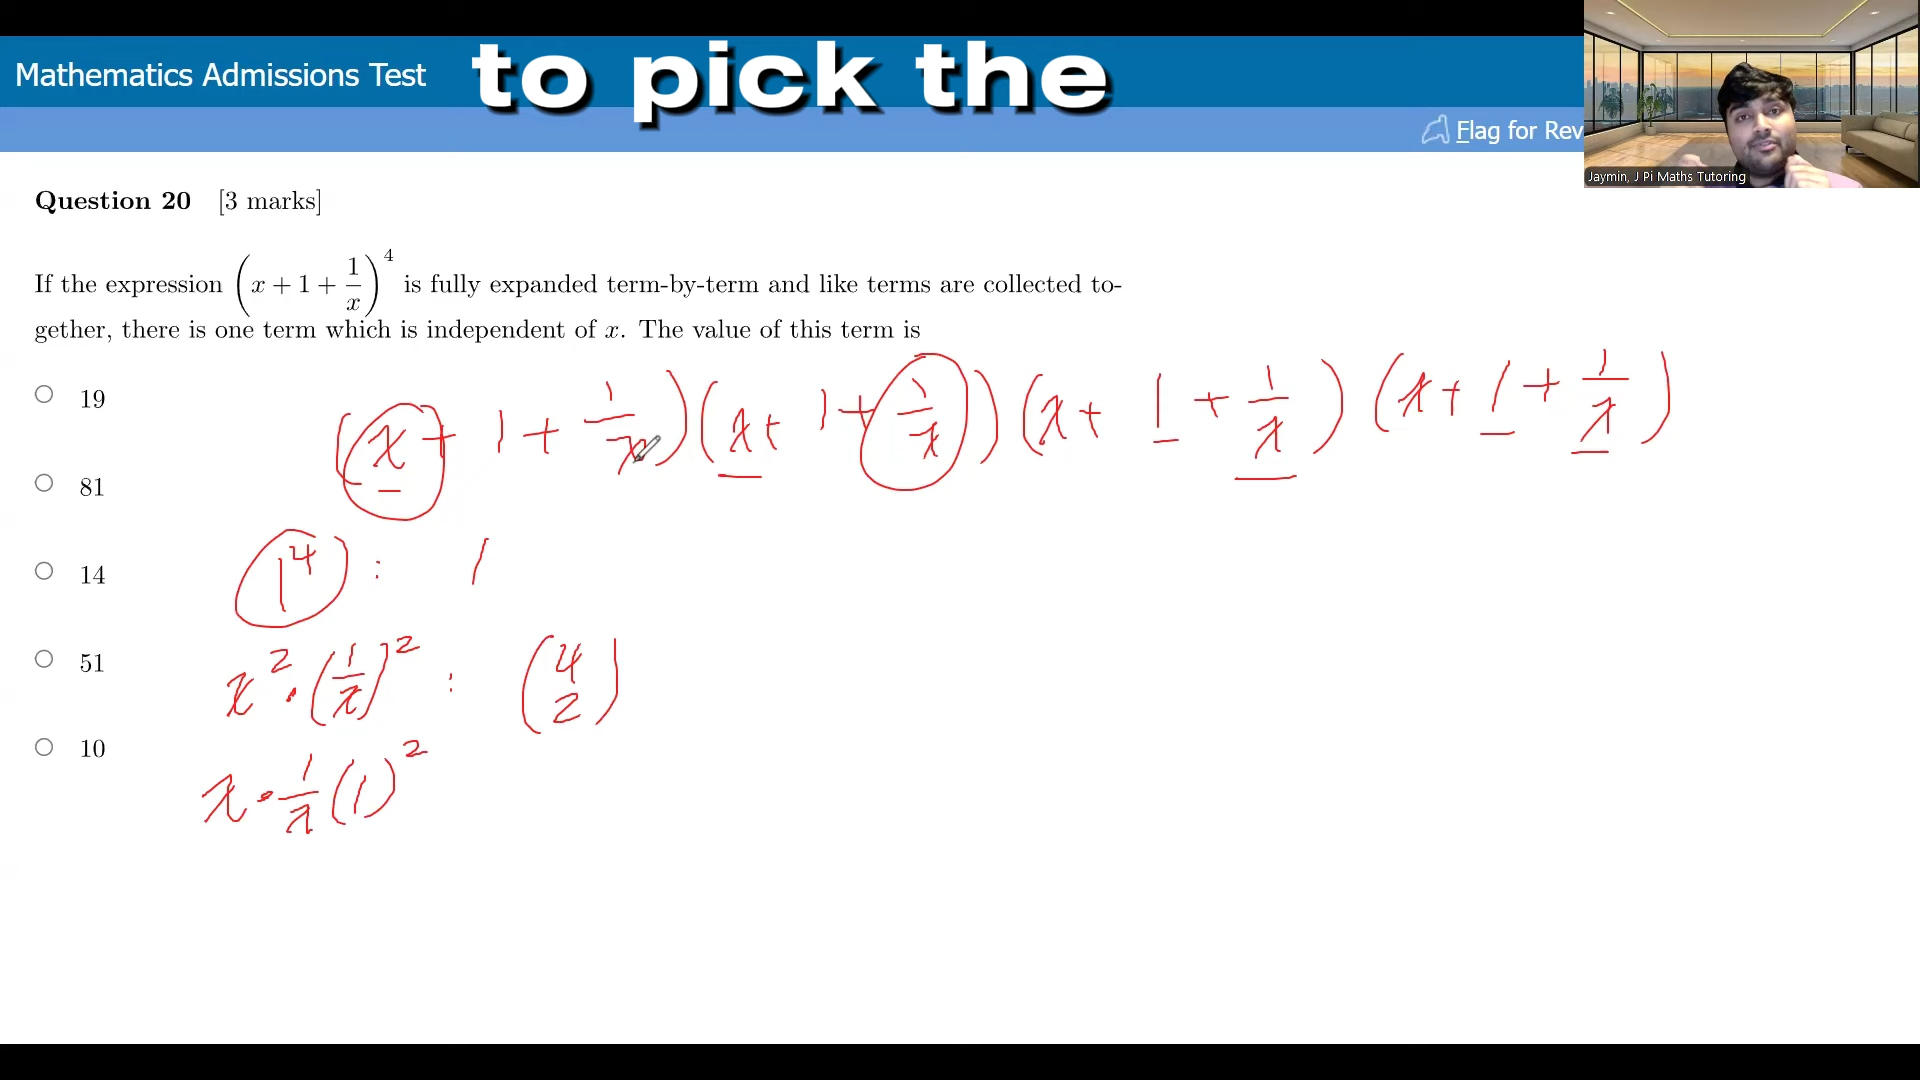 Mathematics Admissions Test
to pick the
Flag for Rev
Jaymin, J Pi Maths Tutoring
Question 20 [3 marks]
If the expression (x + 1 + 1/x)^4 is fully expanded term-by-term and like terms are collected to-
gether, there is one term which is independent of x. The value of this term is
(x + 1 + 1/x)(x + 1 + 1/x)(x + 1 + 1/x)(x + 1 + 1/x)
19
81
1^4 : 1
14
x^2 · (1/x)^2 : (4 2)
51
10
x · 1/x (1)^2